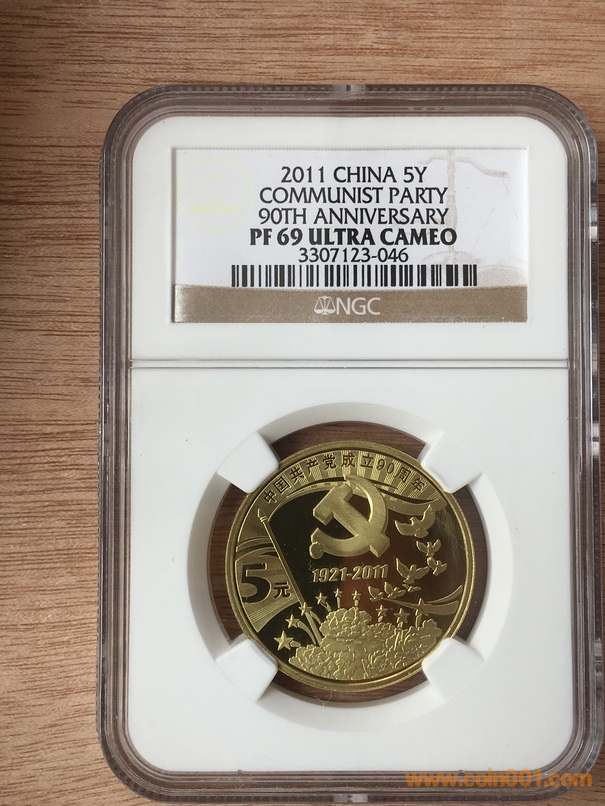 2011 CHINA 5Y
COMMUNIST PARTY
90TH ANNIVERSARY
PF 69 ULTRA CAMEO
3307123-046
NGC
中国共产党成立90周年
1921-2011
5元
www.coin001.com